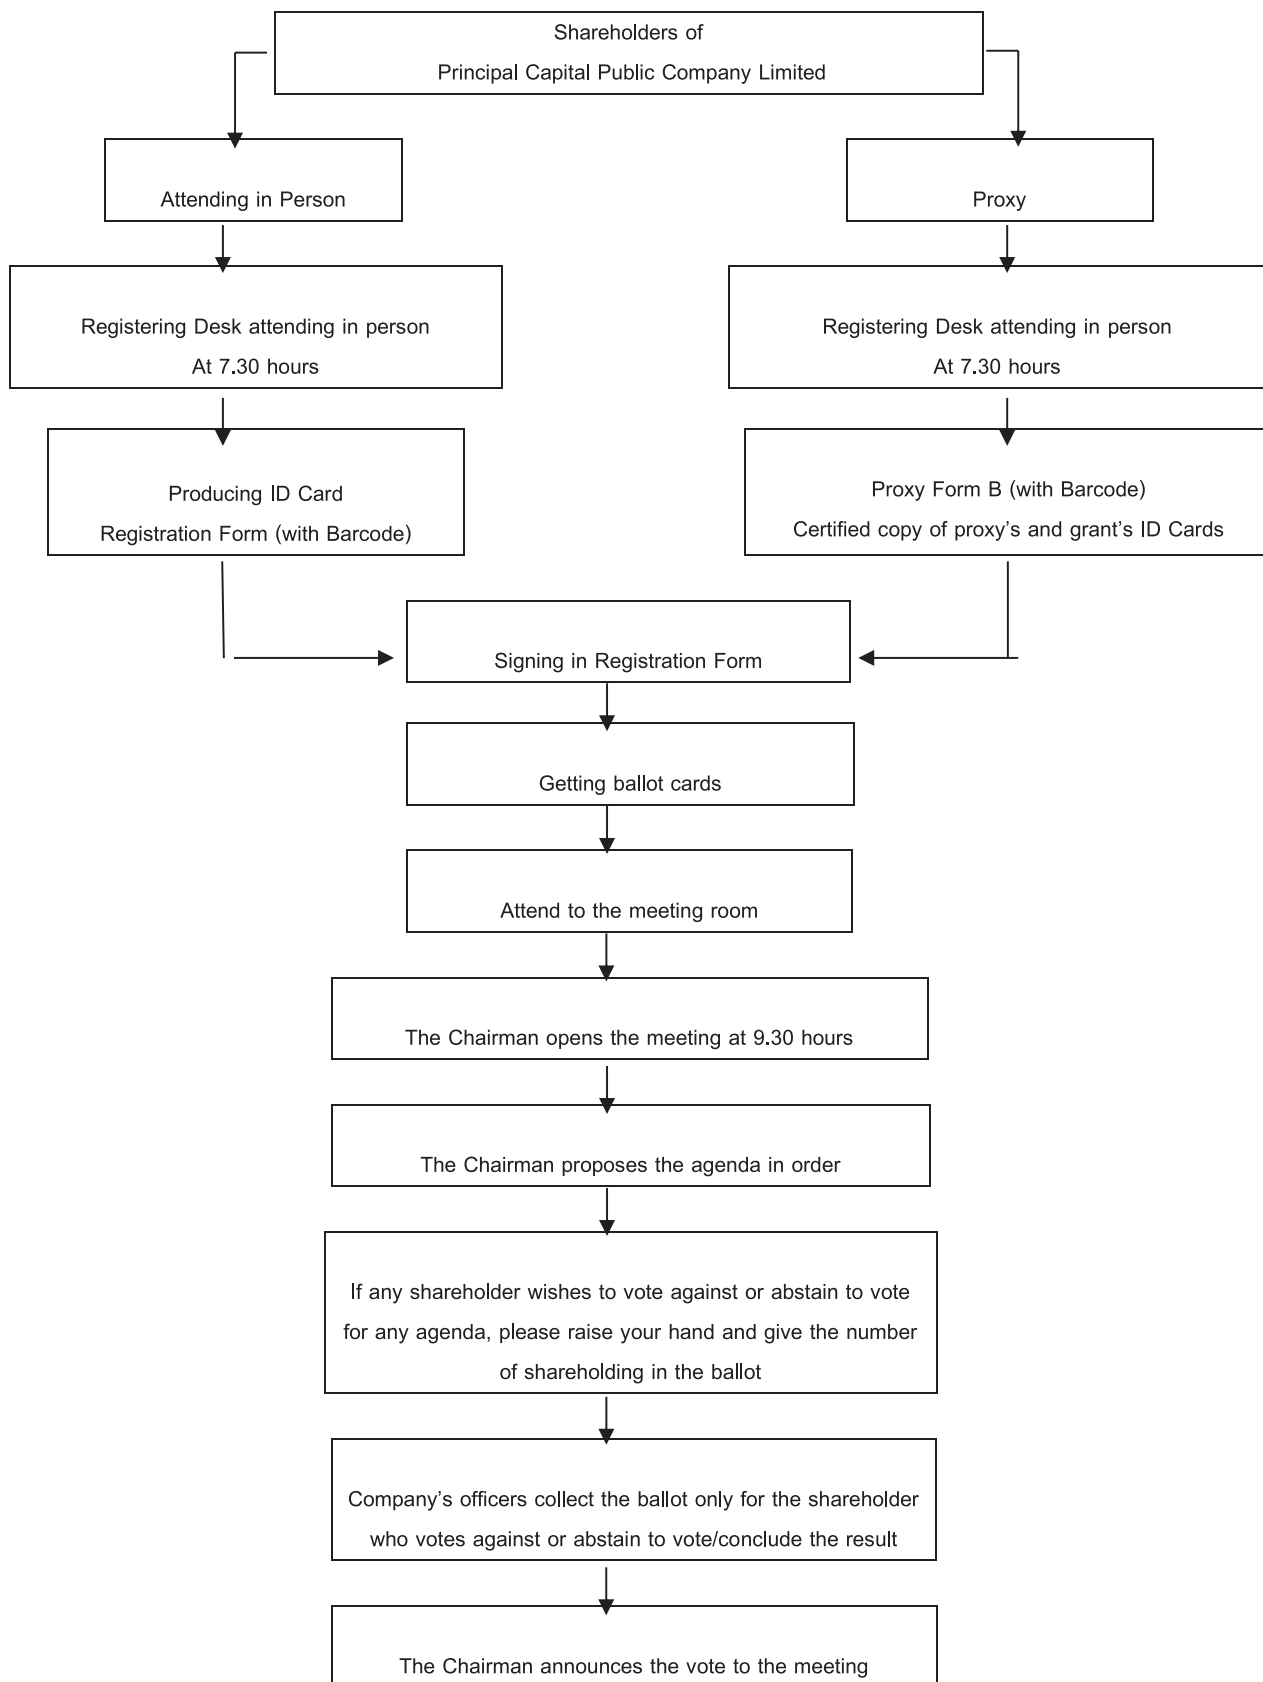 Shareholders of
Principal Capital Public Company Limited
Attending in Person
Proxy
Registering Desk attending in person
At 7.30 hours
Registering Desk attending in person
At 7.30 hours
Producing ID Card
Registration Form (with Barcode)
Proxy Form B (with Barcode)
Certified copy of proxy's and grant's ID Cards
Signing in Registration Form
Getting ballot cards
Attend to the meeting room
The Chairman opens the meeting at 9.30 hours
The Chairman proposes the agenda in order
If any shareholder wishes to vote against or abstain to vote
for any agenda, please raise your hand and give the number
of shareholding in the ballot
Company's officers collect the ballot only for the shareholder
who votes against or abstain to vote/conclude the result
The Chairman announces the vote to the meeting